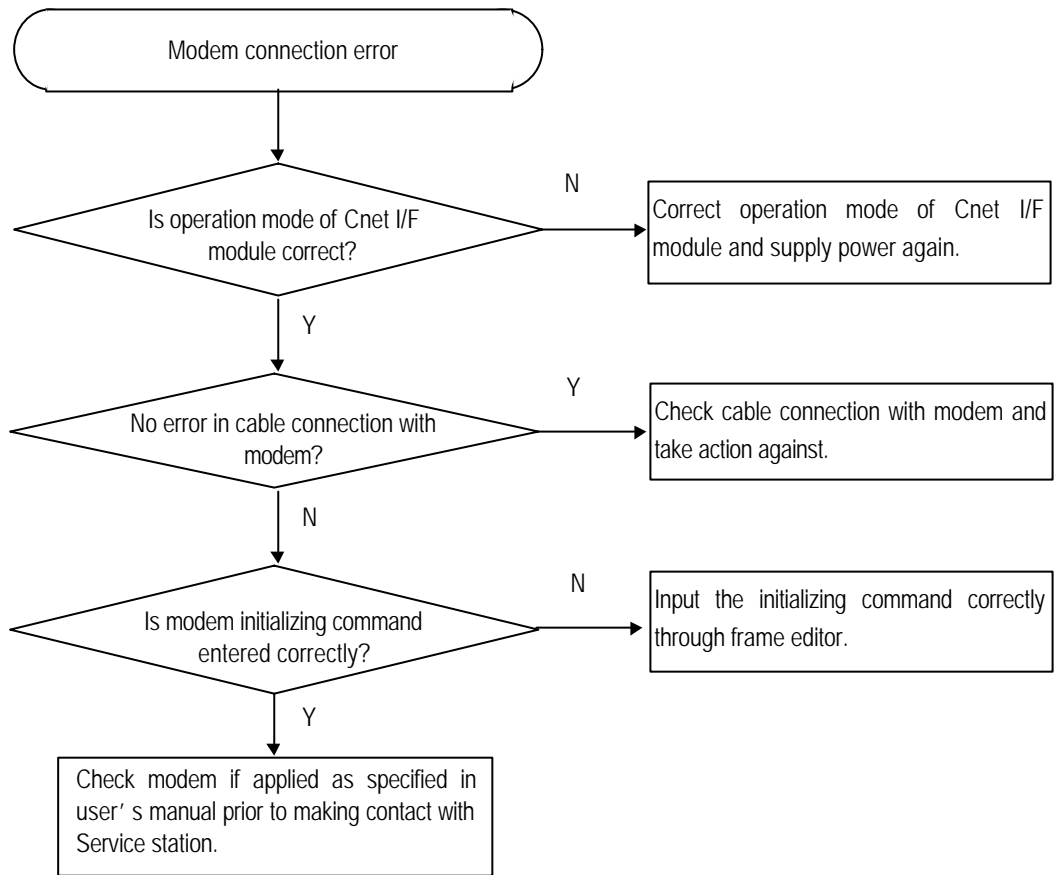 Modem connection error
Is operation mode of Cnet I/F
module correct?
N
Correct operation mode of Cnet I/F
module and supply power again.
Y
No error in cable connection with
modem?
Y
Check cable connection with modem and
take action against.
N
Is modem initializing command
entered correctly?
N
Input the initializing command correctly
through frame editor.
Y
Check modem if applied as specified in
user’ s manual prior to making contact with
Service station.